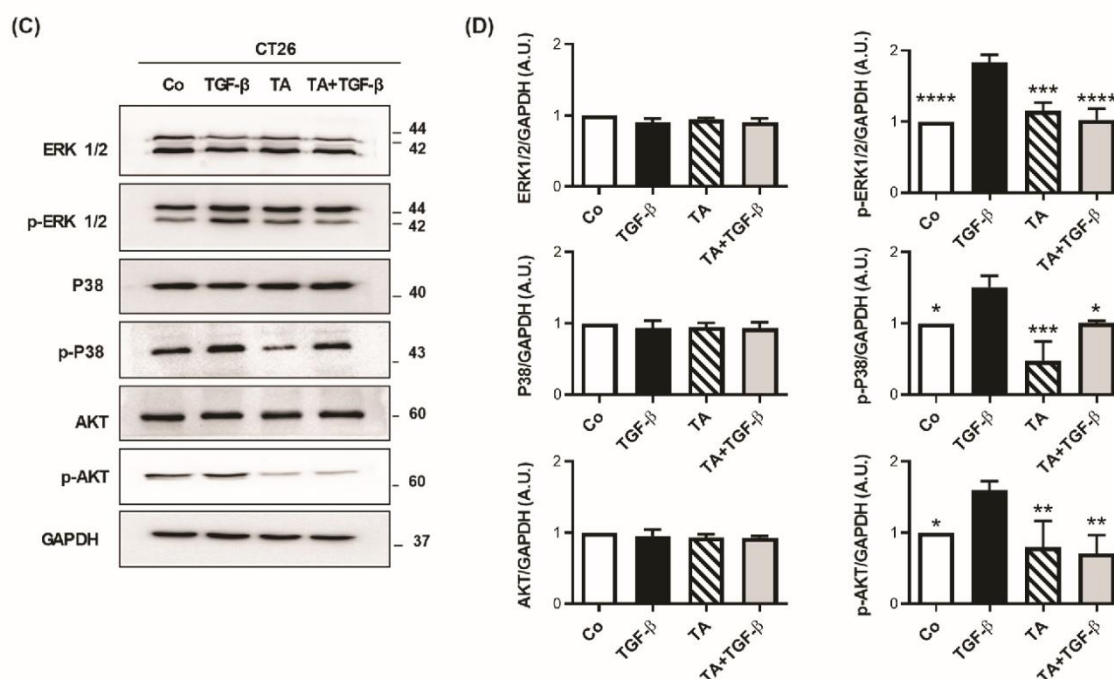 (C)
CT26
Co TGF-β TA TA+TGF-β
ERK 1/2
44
42
p-ERK 1/2
44
42
P38
40
p-P38
43
AKT
60
p-AKT
60
GAPDH
37
(D)
ERK1/2/GAPDH (A.U.)
2
1
0
Co TGF-β TA TA+TGF-β
p-ERK1/2/GAPDH (A.U.)
2
1
0
**** *** ****
Co TGF-β TA TA+TGF-β
P38/GAPDH (A.U.)
2
1
0
Co TGF-β TA TA+TGF-β
p-P38/GAPDH (A.U.)
2
1
0
* *** *
Co TGF-β TA TA+TGF-β
AKT/GAPDH (A.U.)
2
1
0
Co TGF-β TA TA+TGF-β
p-AKT/GAPDH (A.U.)
2
1
0
* ** **
Co TGF-β TA TA+TGF-β